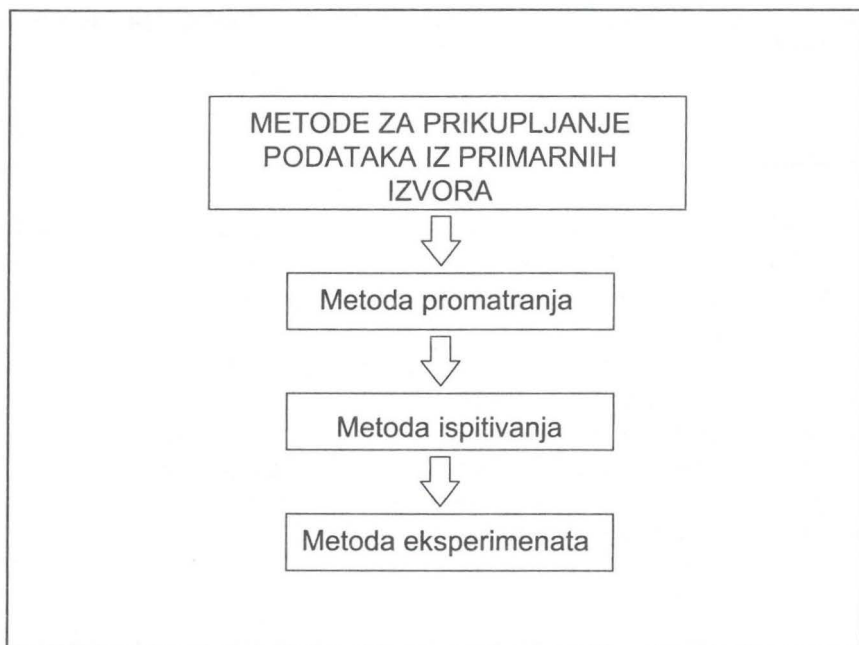 METODE ZA PRIKUPLJANJE
PODATAKA IZ PRIMARNIH
IZVORA
Metoda promatranja
Metoda ispitivanja
Metoda eksperimenata